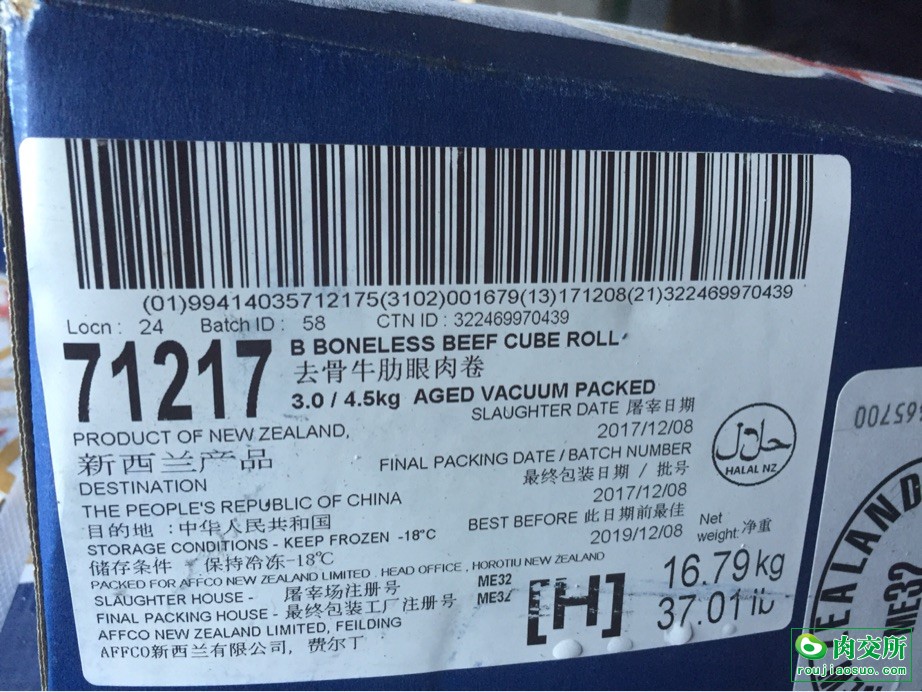 (01)99414035712175(3102)001679(13)171208(21)322469970439
Locn : 24 Batch ID : 58 CTN ID : 322469970439
71217
B BONELESS BEEF CUBE ROLL
去骨牛肋眼肉卷
3.0 / 4.5kg AGED VACUUM PACKED
SLAUGHTER DATE 屠宰日期
2017/12/08
PRODUCT OF NEW ZEALAND,
新西兰产品
FINAL PACKING DATE / BATCH NUMBER
最终包装日期 / 批号
2017/12/08
حلال
HALAL NZ
DESTINATION
THE PEOPLE'S REPUBLIC OF CHINA
目的地 : 中华人民共和国
BEST BEFORE 此日期前最佳
2019/12/08
STORAGE CONDITIONS - KEEP FROZEN -18°C
储存条件 : 保持冷冻-18℃
PACKED FOR AFFCO NEW ZEALAND LIMITED , HEAD OFFICE , HOROTIU NEW ZEALAND
SLAUGHTER HOUSE - 屠宰场注册号 ME32
FINAL PACKING HOUSE - 最终包装工厂注册号 ME32
AFFCO NEW ZEALAND LIMITED, FEILDING
AFFCO新西兰有限公司, 费尔丁
[H]
Net
weight: 净重
16.79kg
37.01lb
65700
EALAND
ME32
肉交所
roujiaosuo.com